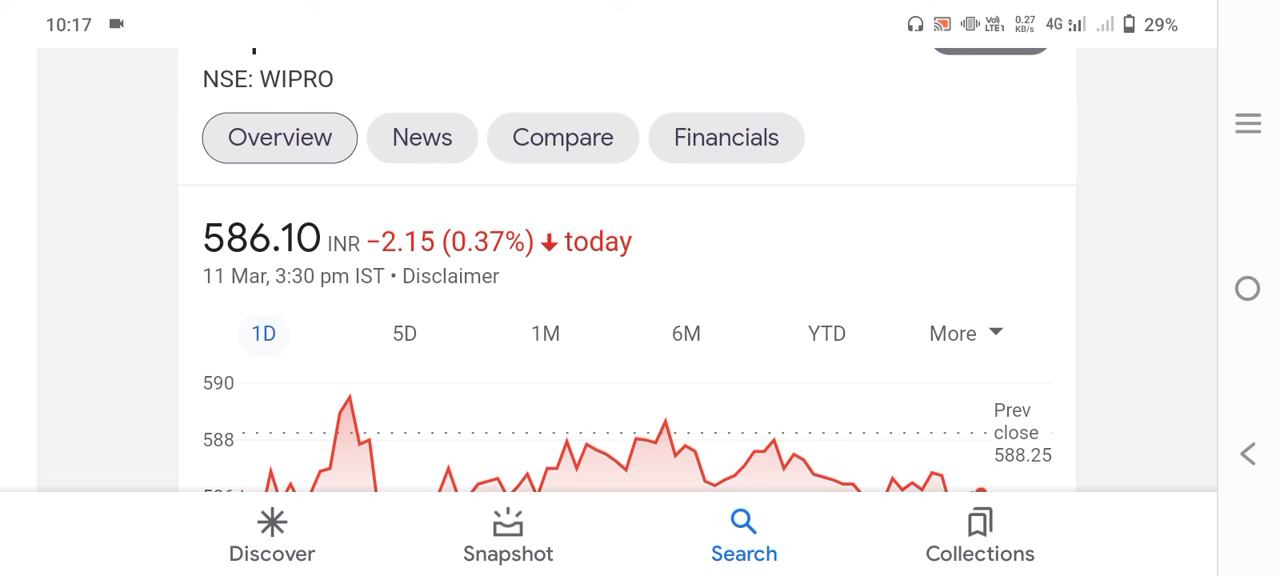 10:17
Vo)
LTE1
0.27
KB/s
4G
29%
NSE: WIPRO
Overview
News
Compare
Financials
586.10 INR −2.15 (0.37%) today
11 Mar, 3:30 pm IST • Disclaimer
1D
5D
1M
6M
YTD
More
590
588
Prev
close
588.25
Discover
Snapshot
Search
Collections